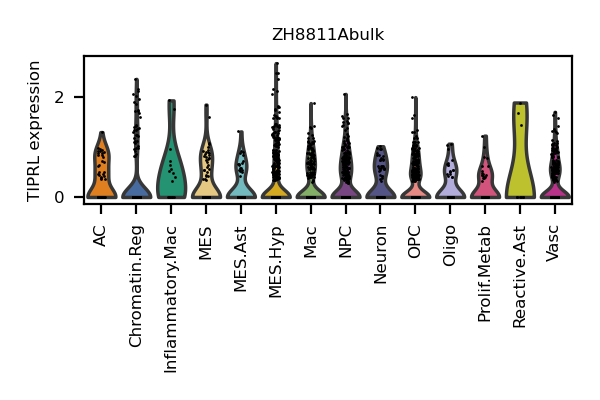 ZH8811Abulk
TIPRL expression
2
0
AC
Chromatin.Reg
Inflammatory.Mac
MES
MES.Ast
MES.Hyp
Mac
NPC
Neuron
OPC
Oligo
Prolif.Metab
Reactive.Ast
Vasc